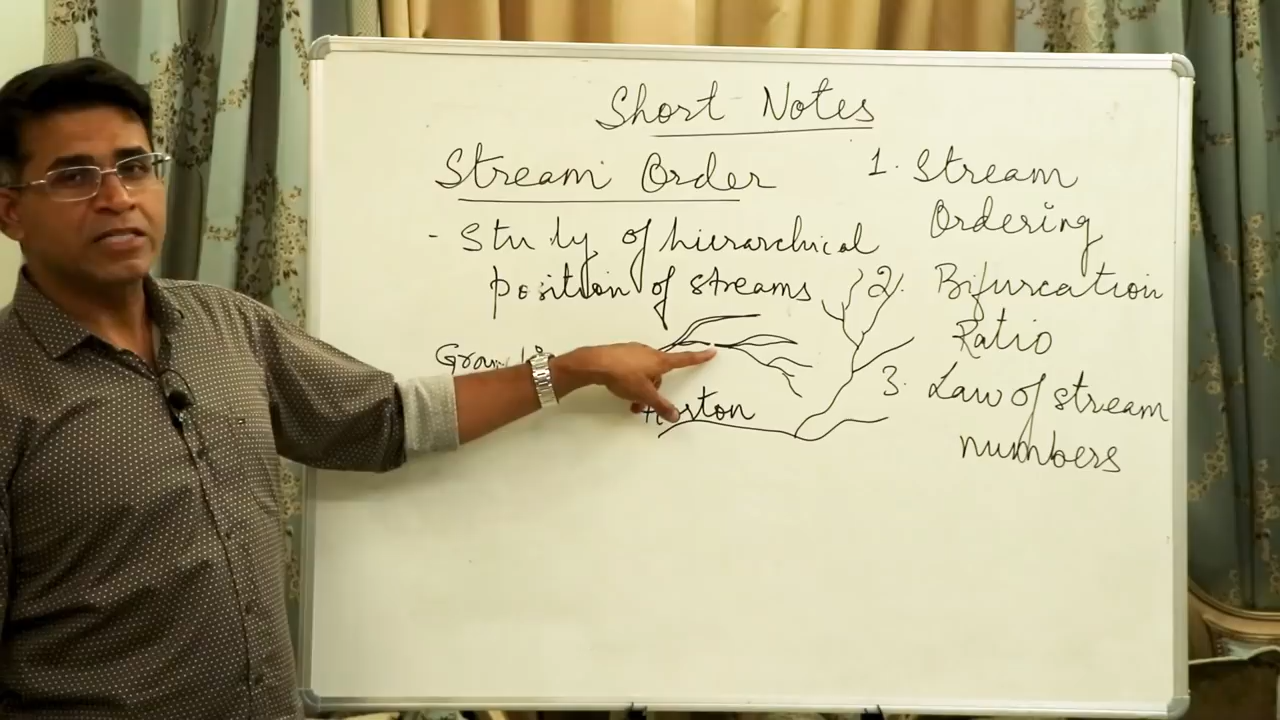 Short Notes
Stream Order
- Study of hierarchical
position of streams
Horton
1. Stream
Ordering
2. Bifurcation
Ratio
3. Law of stream
numbers